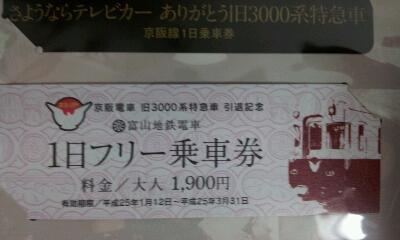 さようならテレビカー ありがとう旧3000系特急車
京阪線1日乗車券
京阪電車 旧3000系特急車 引退記念
富山地鉄電車
1日フリー乗車券
料金／大人 1,900円
有効期限／平成25年1月12日～平成25年3月31日